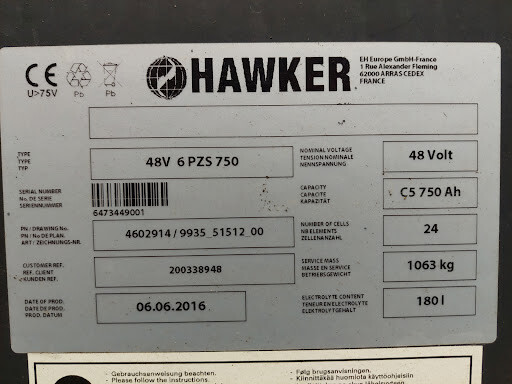 CE
U>75V
Pb
Pb
HAWKER
EH Europe GmbH-France
1 Rue Alexander Fleming
62000 ARRAS CEDEX
FRANCE
TYPE
TYPE
TYP
48V 6 PZS 750
NOMINAL VOLTAGE
TENSION NOMINALE
NENNSPANNUNG
48 Volt
SERIAL NUMBER
No. DE SERIE
SERIENNUMMER
6473449001
CAPACITY
CAPACITE
KAPAZITÄT
C5 750 Ah
PN / DRAWING No.
PN / No DE PLAN.
ART / ZEICHNUNGS-NR.
4602914 / 9935_51512_00
NUMBER OF CELLS
NB ELEMENTS
ZELLENANZAHL
24
CUSTOMER REF.
REF. CLIENT
KUNDEN REF.
200338948
SERVICE MASS
MASSE EN SERVICE
BETRIEBSGEWICHT
1063 kg
DATE OF PROD.
DATE DE PROD.
PROD. DATUM
06.06.2016
ELECTROLYTE CONTENT
TENEUR EN ELECTROLYTE
ELEKTROLYTGEHALT
180 l
- Gebrauchsanweisung beachten.
- Please follow the instructions.
- Følg brugsanvisningen.
- Kiinnittäkää huomiota käyttöohjeisiin